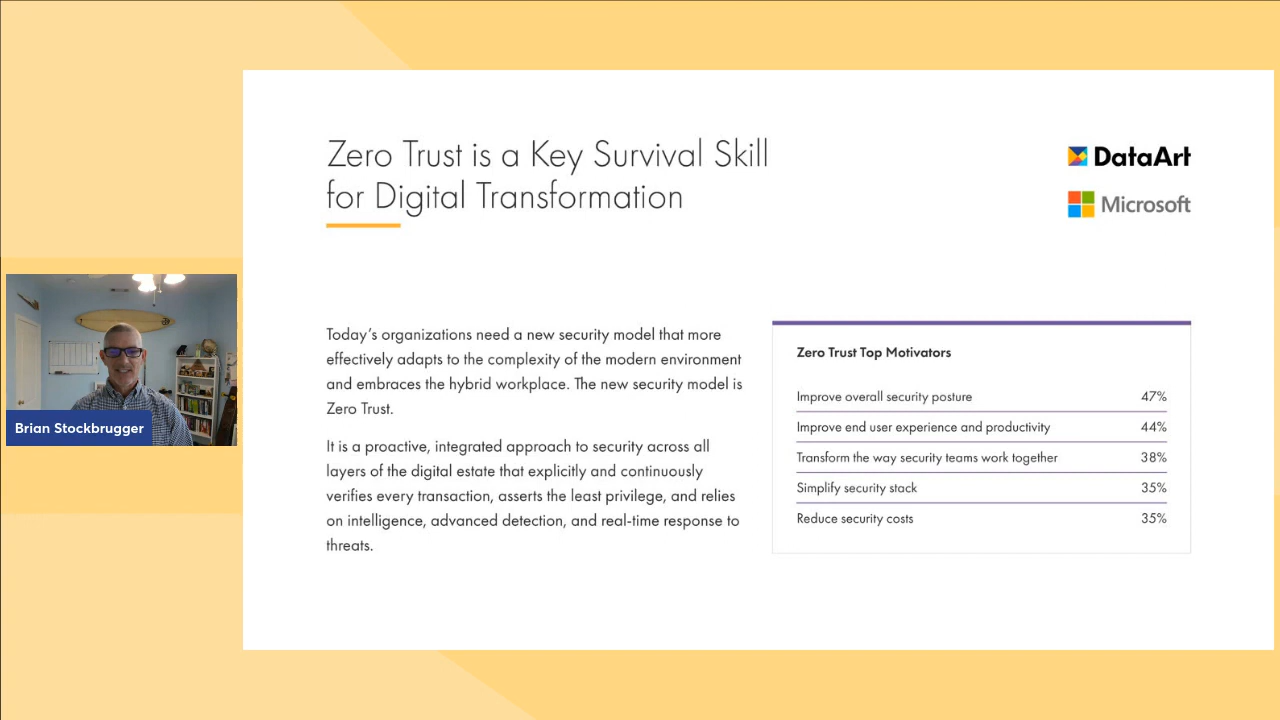 Zero Trust is a Key Survival Skill
for Digital Transformation
DataArt
Microsoft
Today's organizations need a new security model that more
effectively adapts to the complexity of the modern environment
and embraces the hybrid workplace. The new security model is
Zero Trust.
It is a proactive, integrated approach to security across all
layers of the digital estate that explicitly and continuously
verifies every transaction, asserts the least privilege, and relies
on intelligence, advanced detection, and real-time response to
threats.
Zero Trust Top Motivators
Improve overall security posture 47%
Improve end user experience and productivity 44%
Transform the way security teams work together 38%
Simplify security stack 35%
Reduce security costs 35%
Brian Stockbrugger